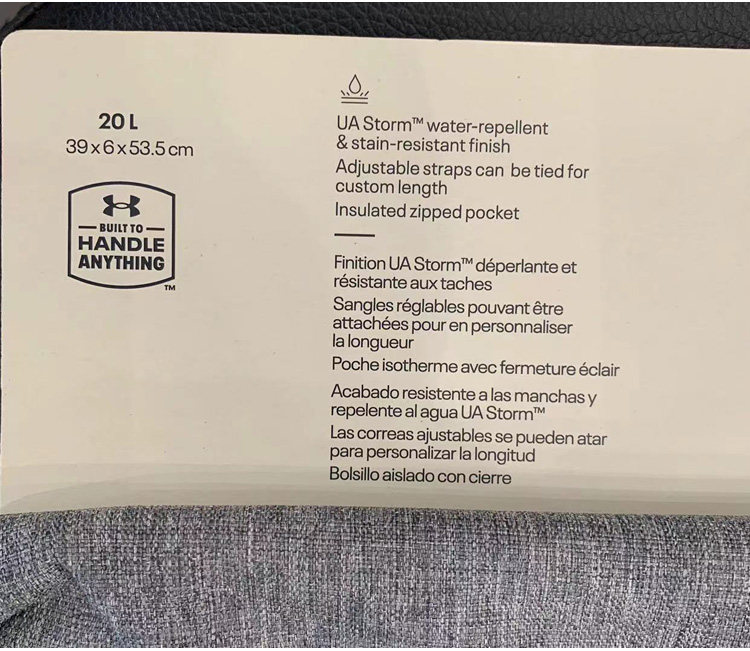 20 L
39 x 6 x 53.5 cm
BUILT TO
HANDLE
ANYTHING
TM
UA Storm™ water-repellent
& stain-resistant finish
Adjustable straps can be tied for
custom length
Insulated zipped pocket
Finition UA Storm™ déperlante et
résistante aux taches
Sangles réglables pouvant être
attachées pour en personnaliser
la longueur
Poche isotherme avec fermeture éclair
Acabado resistente a las manchas y
repelente al agua UA Storm™
Las correas ajustables se pueden atar
para personalizar la longitud
Bolsillo aislado con cierre